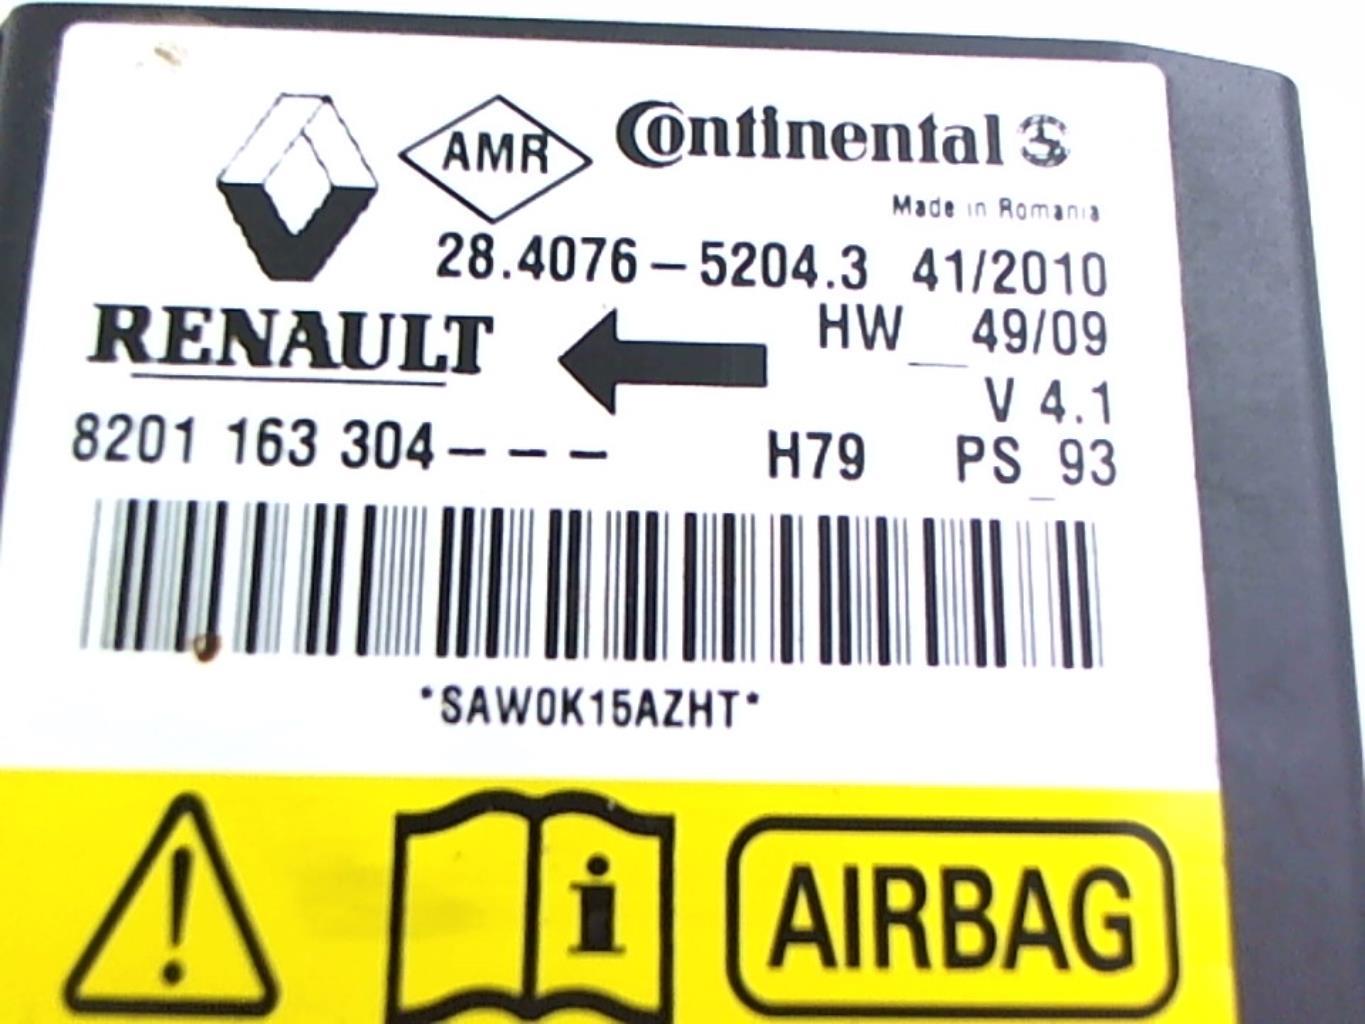 AMR Continental
Made in Romania
28.4076-5204.3 41/2010
RENAULT HW__49/09
V 4.1
8201 163 304--- H79 PS_93
*SAW0K15AZHT*
AIRBAG